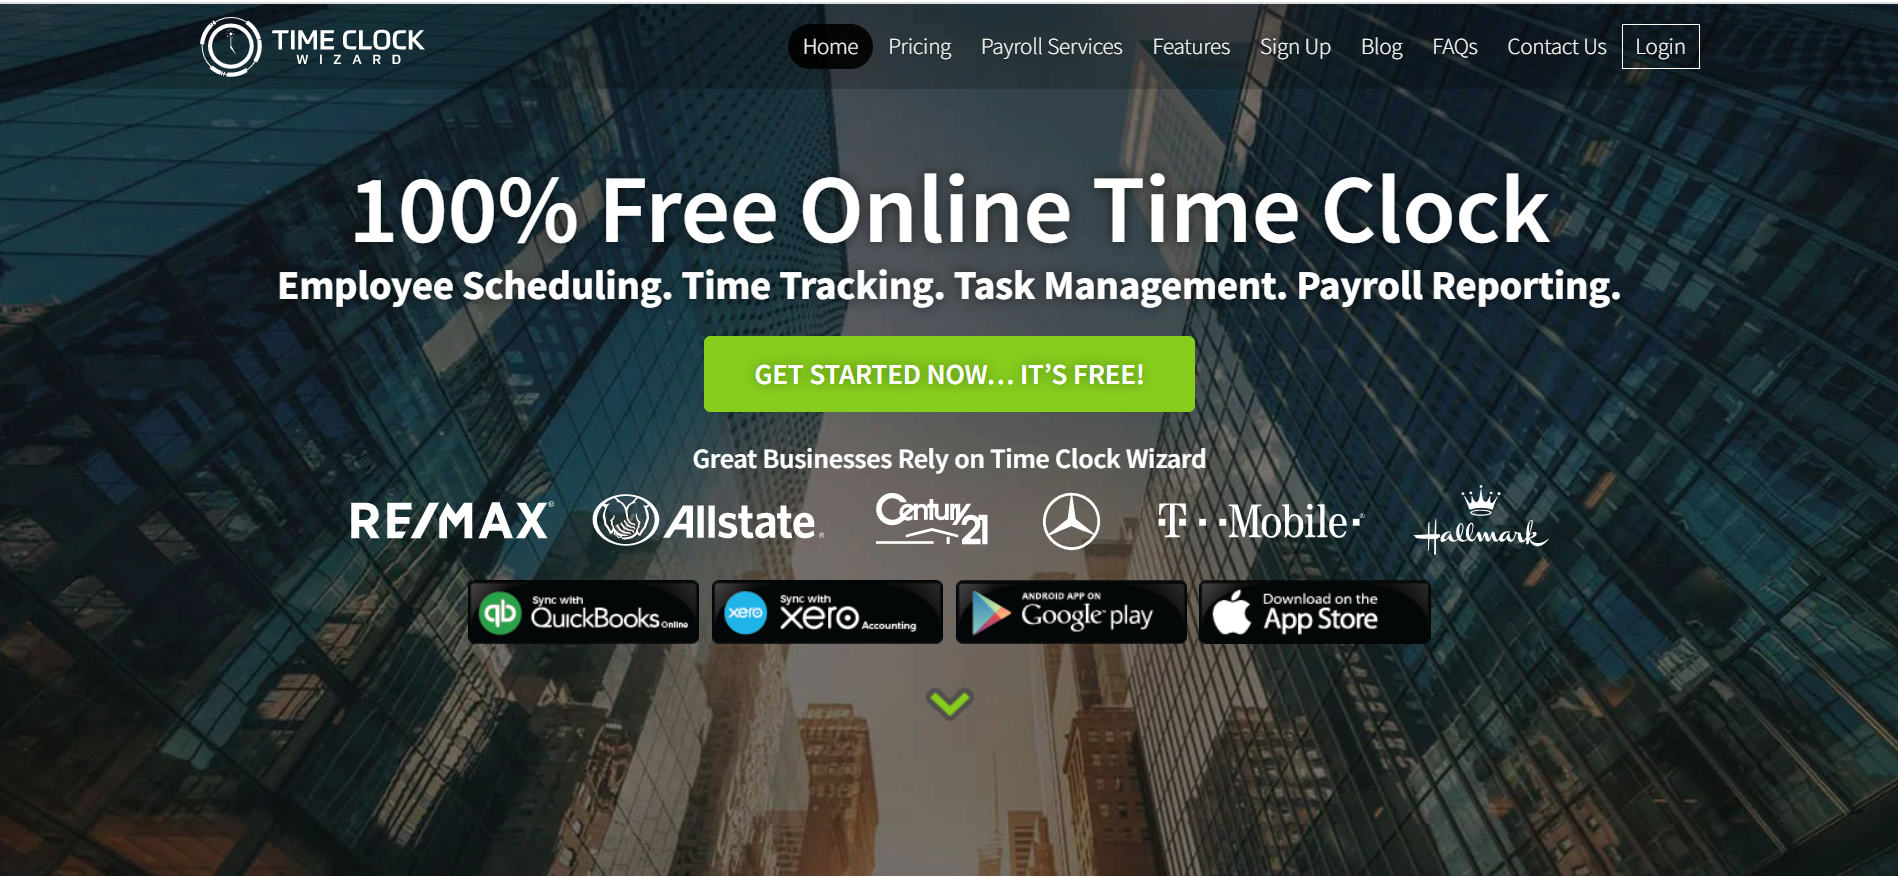 TIME CLOCK
WIZARD
Home Pricing Payroll Services Features Sign Up Blog FAQs Contact Us Login
100% Free Online Time Clock
Employee Scheduling. Time Tracking. Task Management. Payroll Reporting.
GET STARTED NOW... IT'S FREE!
Great Businesses Rely on Time Clock Wizard
RE/MAX® Allstate® Century 21 T··Mobile·® Hallmark
qb Sync with
QuickBooks Online
xero Sync with
xero Accounting
ANDROID APP ON
Google play
Download on the
App Store